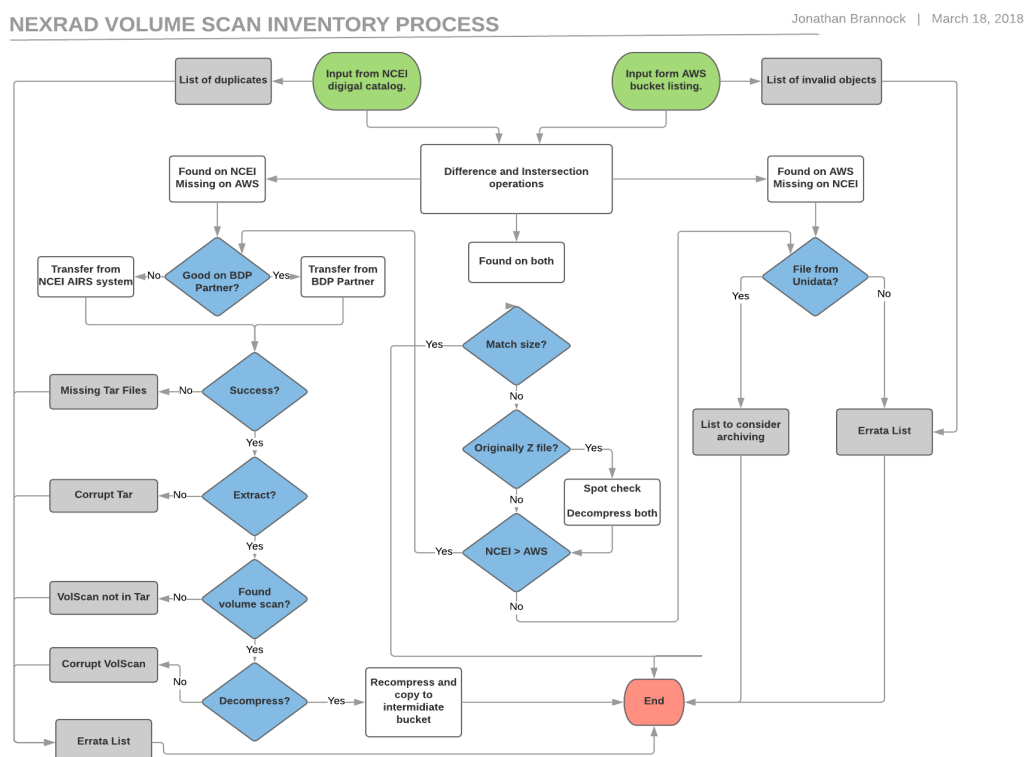 NEXRAD VOLUME SCAN INVENTORY PROCESS
Jonathan Brannock | March 18, 2018
List of duplicates
Input from NCEI
digigal catalog.
Input form AWS
bucket listing.
List of invalid objects
Found on NCEI
Missing on AWS
Difference and Instersection
operations
Found on AWS
Missing on NCEI
Found on both
Transfer from
NCEI AIRS system
No
Good on BDP
Partner?
Yes
Transfer from
BDP Partner
File from
Unidata?
Yes
No
Yes
Match size?
No
Missing Tar Files
No
Success?
Yes
List to consider
archiving
Errata List
Originally Z file?
Yes
No
Spot check
Decompress both
Corrupt Tar
No
Extract?
Yes
Yes
NCEI > AWS
No
VolScan not in Tar
No
Found
volume scan?
Yes
Corrupt VolScan
No
Decompress?
Yes
Recompress and
copy to
intermidiate
bucket
End
Errata List